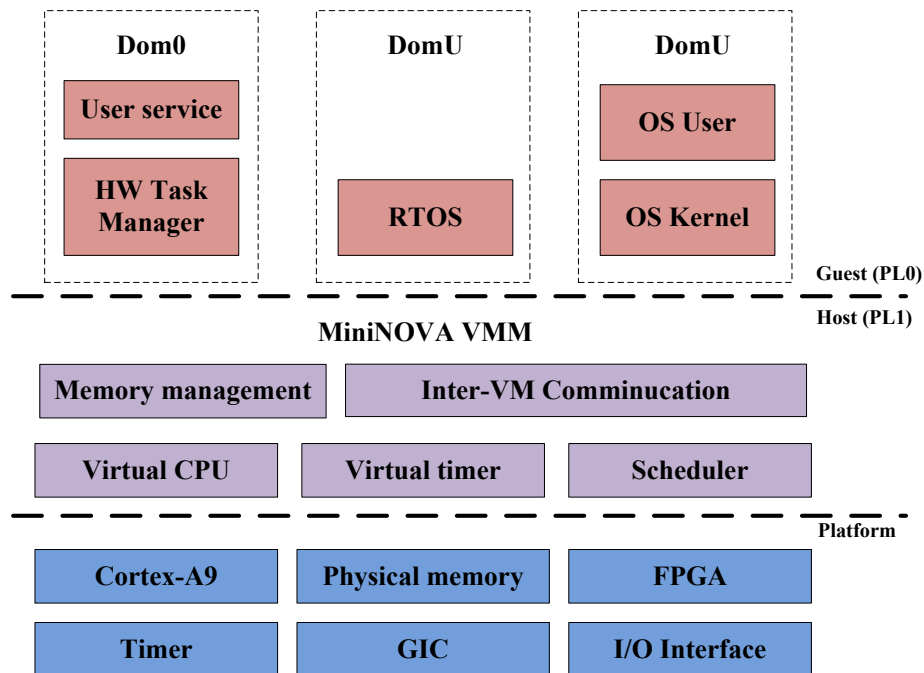 Dom0
DomU
DomU
User service
HW Task
Manager
RTOS
OS User
OS Kernel
Guest (PL0)
Host (PL1)
MiniNOVA VMM
Memory management
Inter-VM Comminucation
Virtual CPU
Virtual timer
Scheduler
Platform
Cortex-A9
Physical memory
FPGA
Timer
GIC
I/O Interface